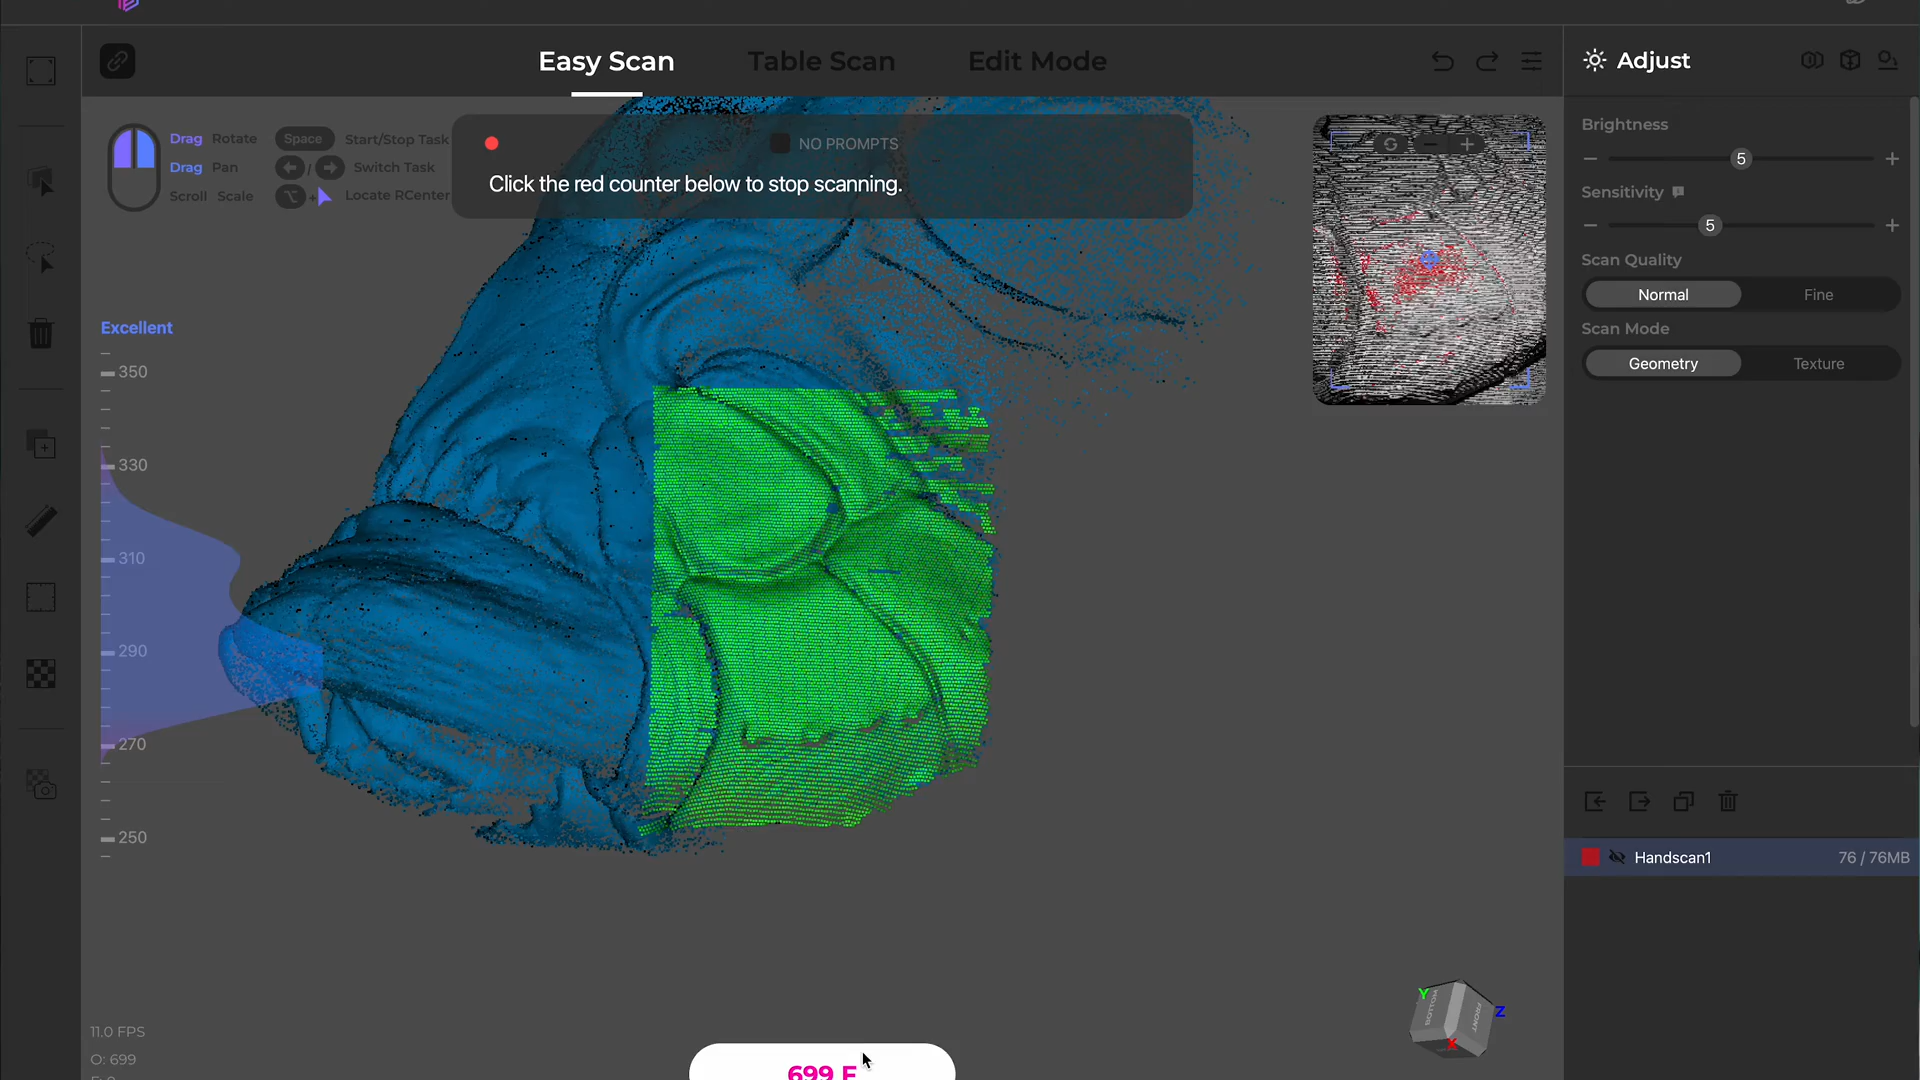 Easy Scan
Table Scan
Edit Mode
Adjust
Drag Rotate
Space Start/Stop Task
Drag Pan
/ Switch Task
Scroll Scale
+ Locate RCenter
NO PROMPTS
Click the red counter below to stop scanning.
Brightness
5
Sensitivity
5
Scan Quality
Normal
Fine
Scan Mode
Geometry
Texture
Excellent
350
330
310
290
270
250
Handscan1
76 / 76MB
Y
Z
X
BOTTOM
FRONT
11.0 FPS
O: 699
699 F